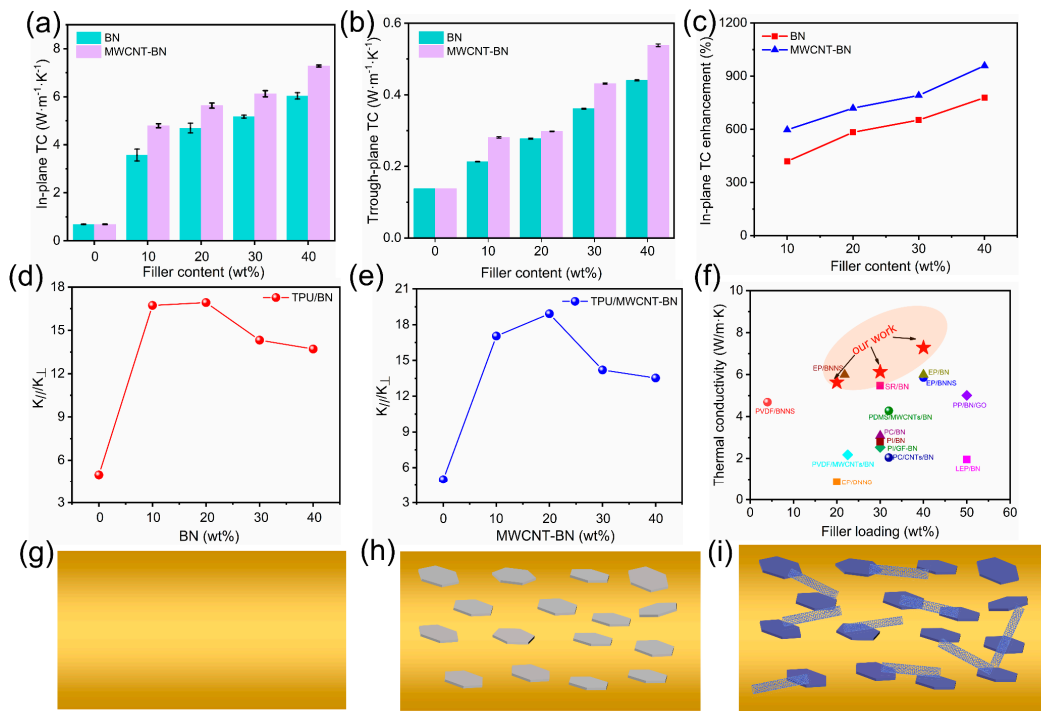 (a)
BN
MWCNT-BN
In-plane TC (W·m⁻¹·K⁻¹)
8
6
4
2
0
0 10 20 30 40
Filler content (wt%)
(b)
BN
MWCNT-BN
Trrough-plane TC (W·m⁻¹·K⁻¹)
0.6
0.4
0.2
0.0
0 10 20 30 40
Filler content (wt%)
(c)
BN
MWCNT-BN
In-plane TC enhancement (%)
1200
900
600
300
0
10 20 30 40
Filler content (wt%)
(d)
TPU/BN
K//K⊥
18
15
12
9
6
3
0 10 20 30 40
BN (wt%)
(e)
TPU/MWCNT-BN
K//K⊥
21
18
15
12
9
6
3
0 10 20 30 40
MWCNT-BN (wt%)
(f)
Thermal conductivity (W/m·K)
10
8
6
4
2
0
our work
EP/BNNS
EP/BN
EP/BNNS
SR/BN
PP/BN/GO
PVDF/BNNS
PDMS/MWCNTs/BN
PC/BN
PI/BN
PI/GF-BN
PVDF/MWCNTs/BN
PC/CNTs/BN
LEP/BN
0 10 20 30 40 50 60
Filler loading (wt%)
(g)
(h)
(i)